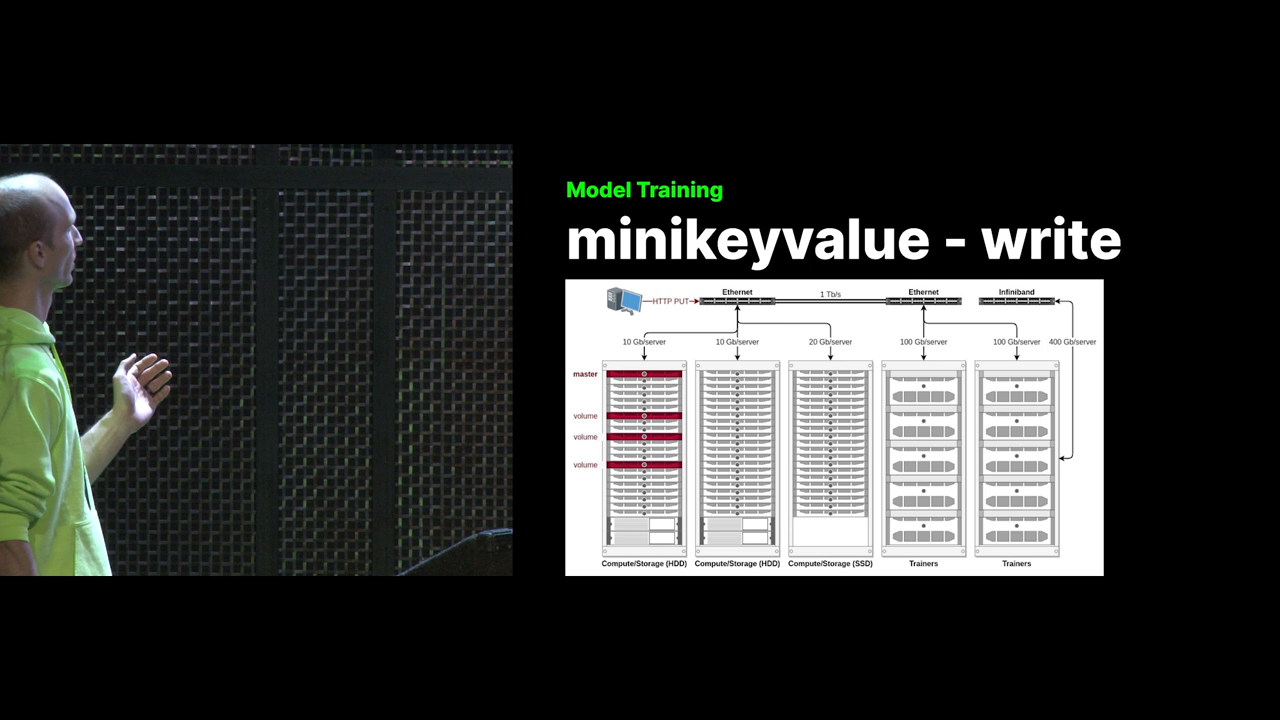 Model Training
minikeyvalue - write
Ethernet
Ethernet
Infiniband
HTTP PUT
1 Tb/s
10 Gb/server
10 Gb/server
20 Gb/server
100 Gb/server
100 Gb/server
400 Gb/server
master
volume
volume
volume
Compute/Storage (HDD)
Compute/Storage (HDD)
Compute/Storage (SSD)
Trainers
Trainers